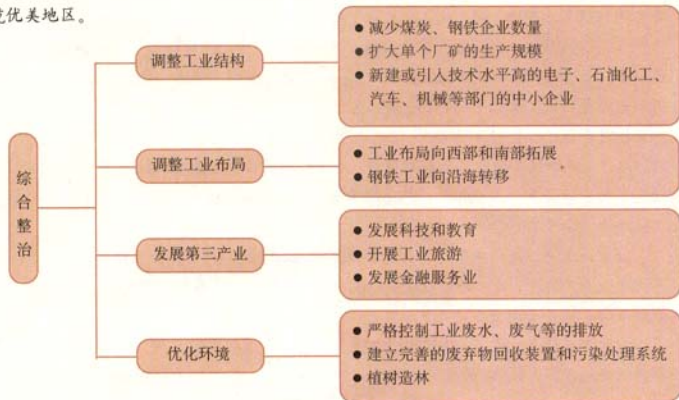 优美地区。
综合整治
调整工业结构
● 减少煤炭、钢铁企业数量
● 扩大单个厂矿的生产规模
● 新建或引入技术水平高的电子、石油化工、
汽车、机械等部门的中小企业
调整工业布局
● 工业布局向西部和南部拓展
● 钢铁工业向沿海转移
发展第三产业
● 发展科技和教育
● 开展工业旅游
● 发展金融服务业
优化环境
● 严格控制工业废水、废气等的排放
● 建立完善的废弃物回收装置和污染处理系统
● 植树造林